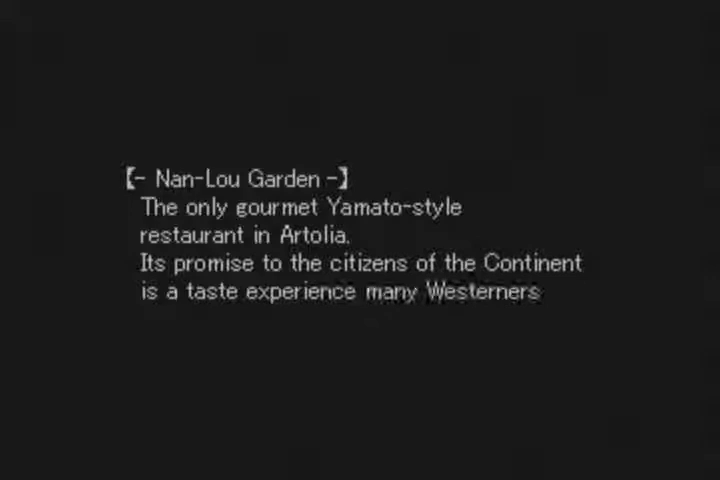 【- Nan-Lou Garden -】
The only gourmet Yamato-style
restaurant in Artolia.
Its promise to the citizens of the Continent
is a taste experience many Westerners